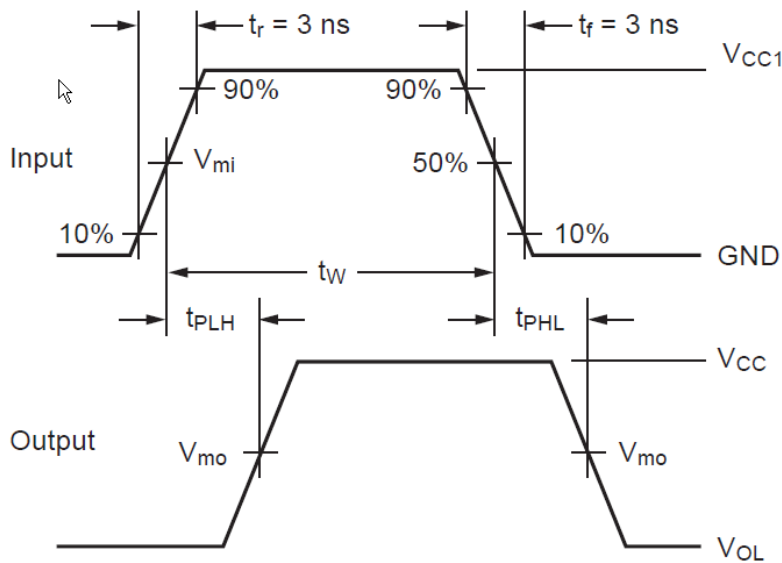 tr = 3 ns
tf = 3 ns
VCC1
90%
90%
Input
Vmi
50%
10%
10%
GND
tW
tPLH
tPHL
VCC
Output
Vmo
Vmo
VOL